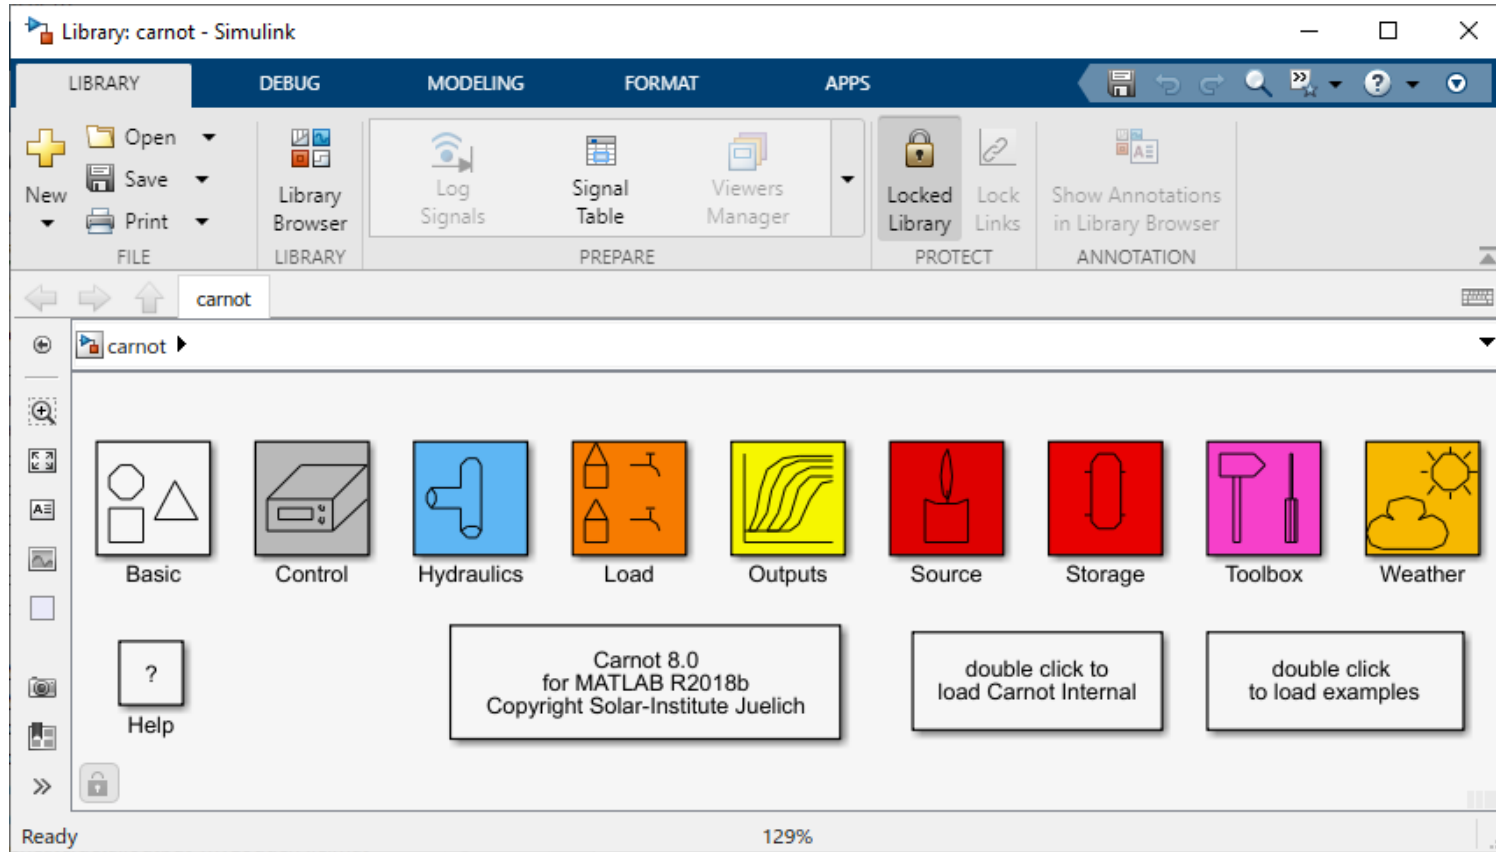 Library: carnot - Simulink
LIBRARY
DEBUG
MODELING
FORMAT
APPS
New
Open
Save
Print
FILE
Library
Browser
LIBRARY
Log
Signals
Signal
Table
Viewers
Manager
PREPARE
Locked
Library
Lock
Links
PROTECT
Show Annotations
in Library Browser
ANNOTATION
carnot
carnot
Basic
Control
Hydraulics
Load
Outputs
Source
Storage
Toolbox
Weather
?
Help
Carnot 8.0
for MATLAB R2018b
Copyright Solar-Institute Juelich
double click to
load Carnot Internal
double click
to load examples
Ready
129%